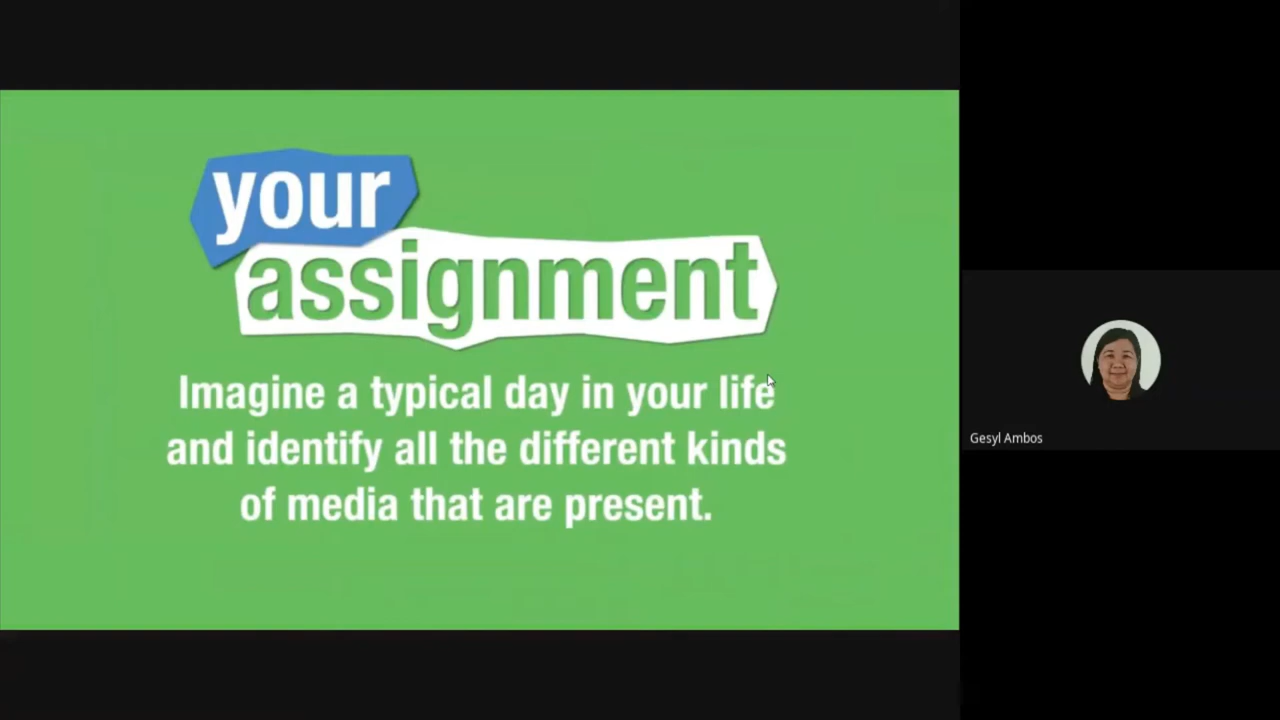 your
assignment
Imagine a typical day in your life
and identify all the different kinds
of media that are present.
Gesyl Ambos